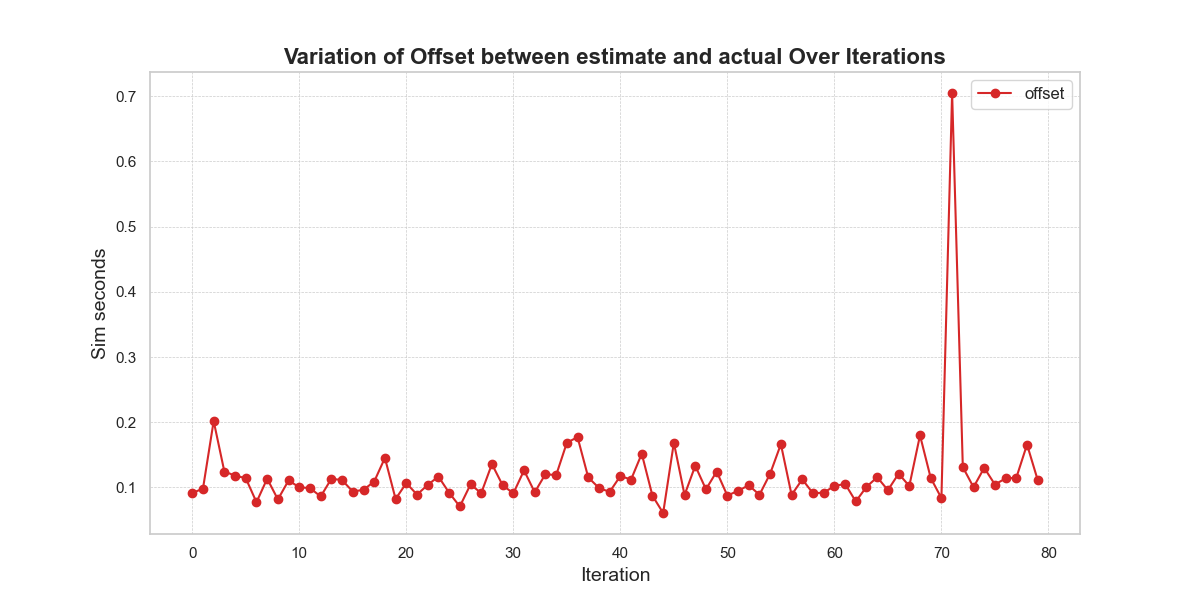 Variation of Offset between estimate and actual Over Iterations
offset
Sim seconds
0.7
0.6
0.5
0.4
0.3
0.2
0.1
0 10 20 30 40 50 60 70 80
Iteration